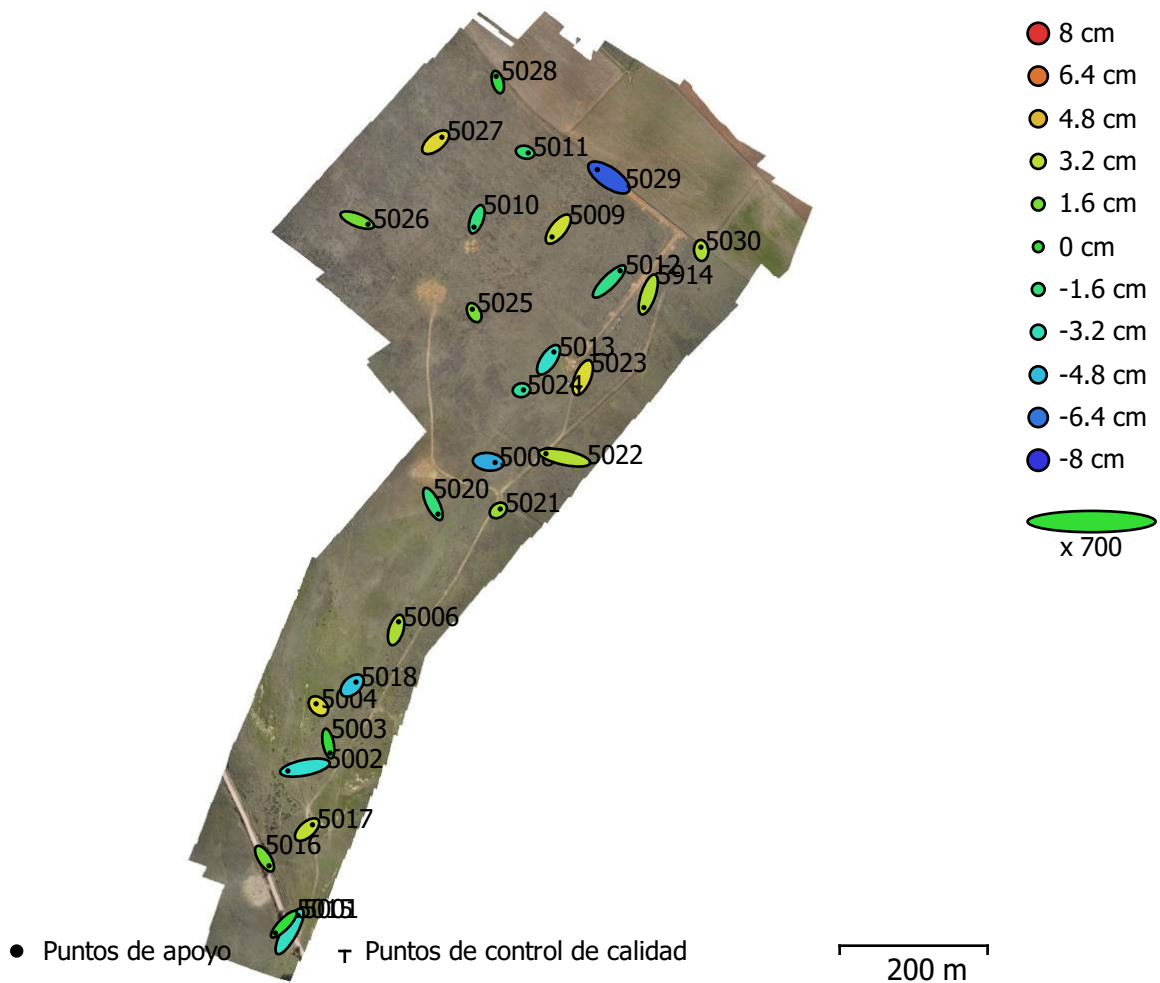 5028
5027
5011
5029
5026
5010
5009
5030
5012
5914
5025
5013
5023
5024
5022
5020
5021
5006
5018
5004
5003
5002
5017
5016
8 cm
6.4 cm
4.8 cm
3.2 cm
1.6 cm
0 cm
-1.6 cm
-3.2 cm
-4.8 cm
-6.4 cm
-8 cm
x 700
Puntos de apoyo
Puntos de control de calidad
200 m